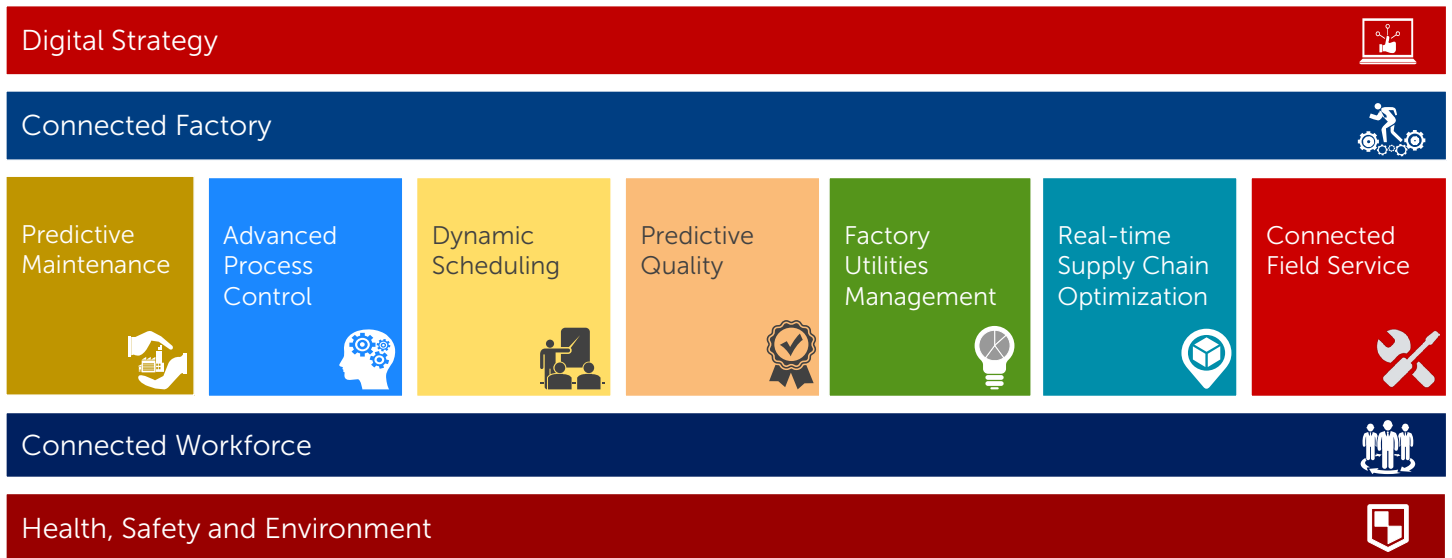 Digital Strategy
Connected Factory
Predictive
Maintenance
Advanced
Process
Control
Dynamic
Scheduling
Predictive
Quality
Factory
Utilities
Management
Real-time
Supply Chain
Optimization
Connected
Field Service
Connected Workforce
Health, Safety and Environment